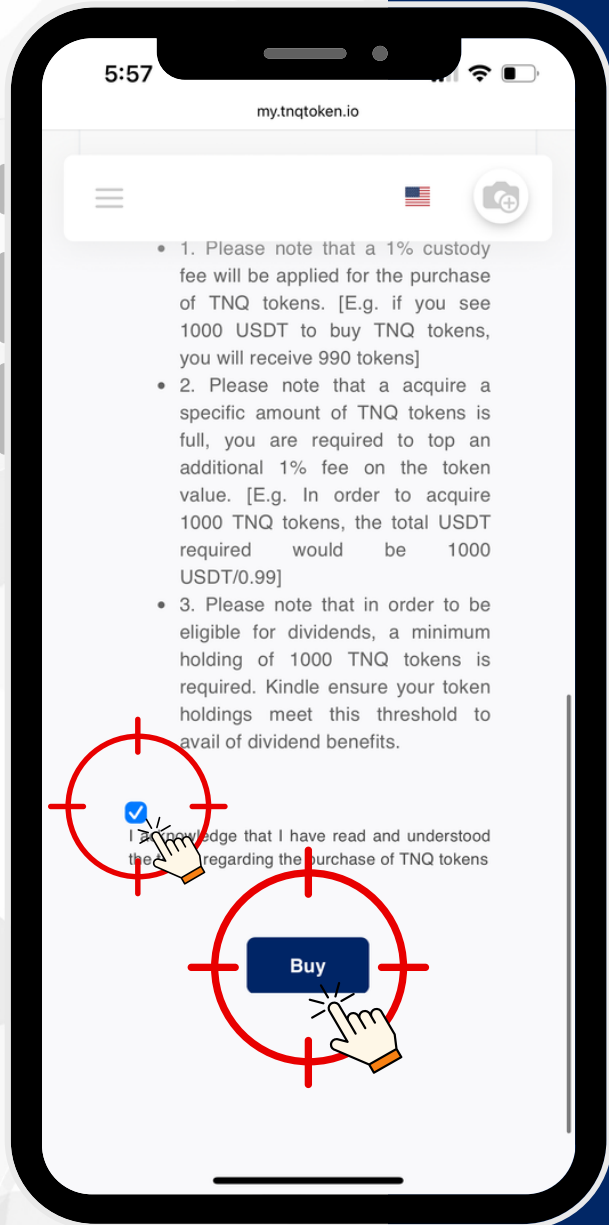 5:57
my.tnqtoken.io
• 1. Please note that a 1% custody
fee will be applied for the purchase
of TNQ tokens. [E.g. if you see
1000 USDT to buy TNQ tokens,
you will receive 990 tokens]
• 2. Please note that a acquire a
specific amount of TNQ tokens is
full, you are required to top an
additional 1% fee on the token
value. [E.g. In order to acquire
1000 TNQ tokens, the total USDT
required would be 1000
USDT/0.99]
• 3. Please note that in order to be
eligible for dividends, a minimum
holding of 1000 TNQ tokens is
required. Kindle ensure your token
holdings meet this threshold to
avail of dividend benefits.
I acknowledge that I have read and understood
the regarding the purchase of TNQ tokens
Buy